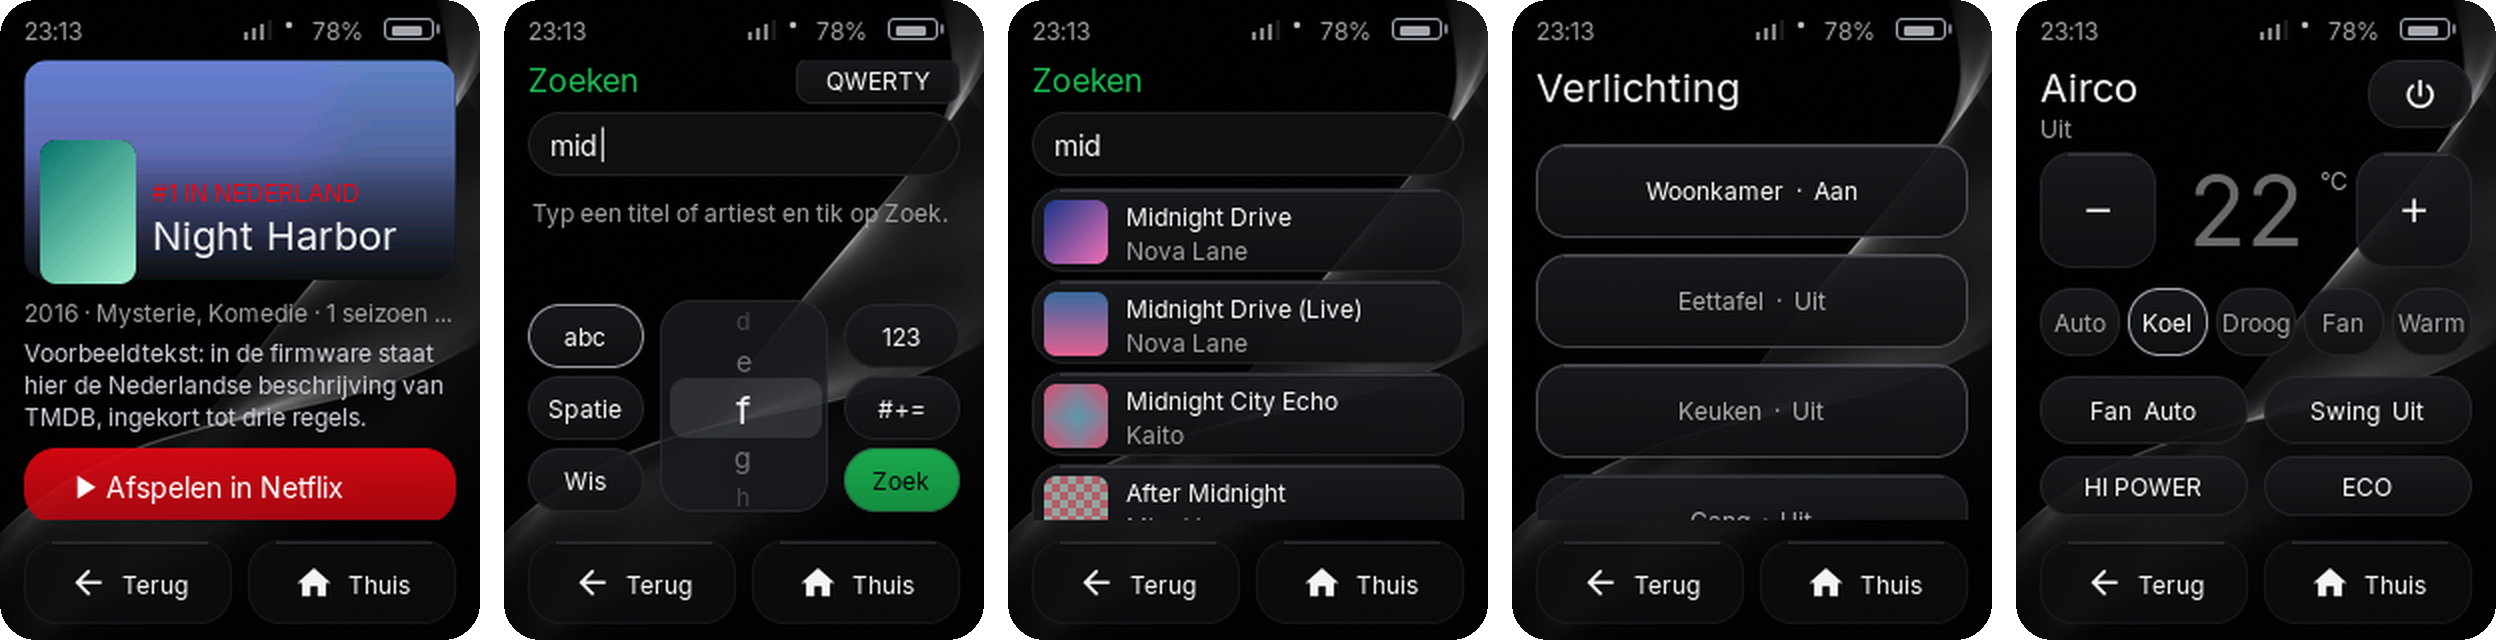 23:13 78%
#1 IN NEDERLAND
Night Harbor
2016 · Mysterie, Komedie · 1 seizoen ...
Voorbeeldtekst: in de firmware staat
hier de Nederlandse beschrijving van
TMDB, ingekort tot drie regels.
Afspelen in Netflix
Terug Thuis
23:13 78%
Zoeken QWERTY
mid
Typ een titel of artiest en tik op Zoek.
abc d 123
e
Spatie f #+=
g
Wis h Zoek
Terug Thuis
23:13 78%
Zoeken
mid
Midnight Drive
Nova Lane
Midnight Drive (Live)
Nova Lane
Midnight City Echo
Kaito
After Midnight
Terug Thuis
23:13 78%
Verlichting
Woonkamer · Aan
Eettafel · Uit
Keuken · Uit
Gang · Uit
Terug Thuis
23:13 78%
Airco
Uit
− 22 °C +
Auto Koel Droog Fan Warm
Fan Auto Swing Uit
HI POWER ECO
Terug Thuis